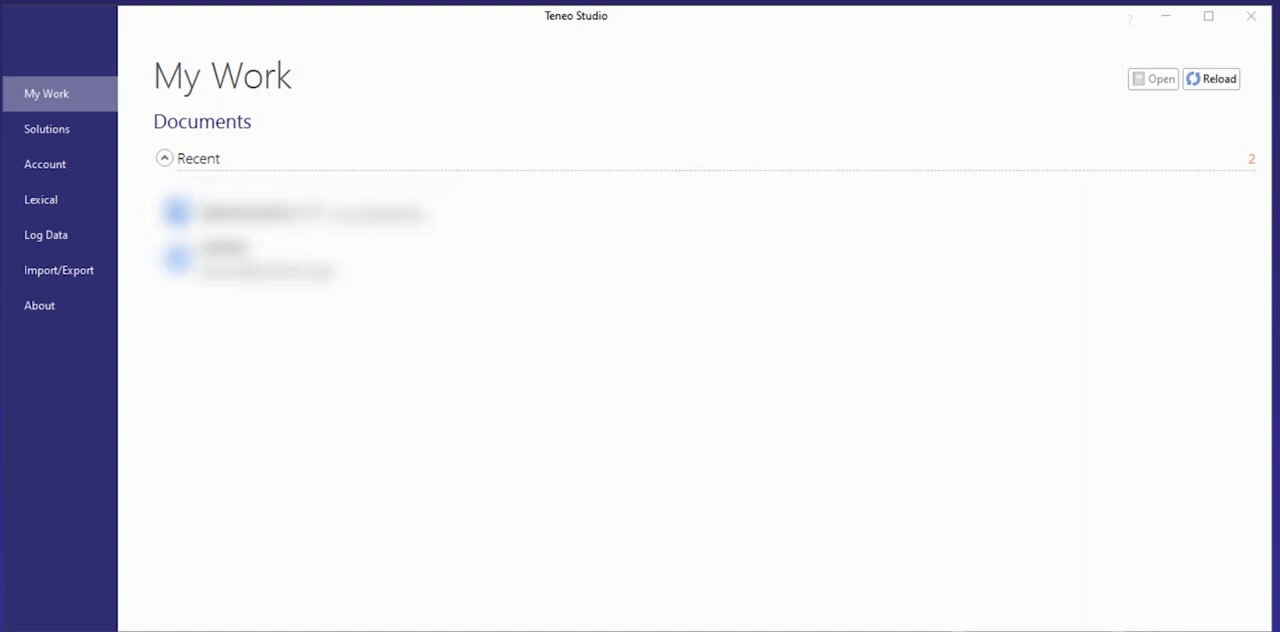 Teneo Studio
?
My Work
Open
Reload
Documents
Recent
2
My Work
Solutions
Account
Lexical
Log Data
Import/Export
About